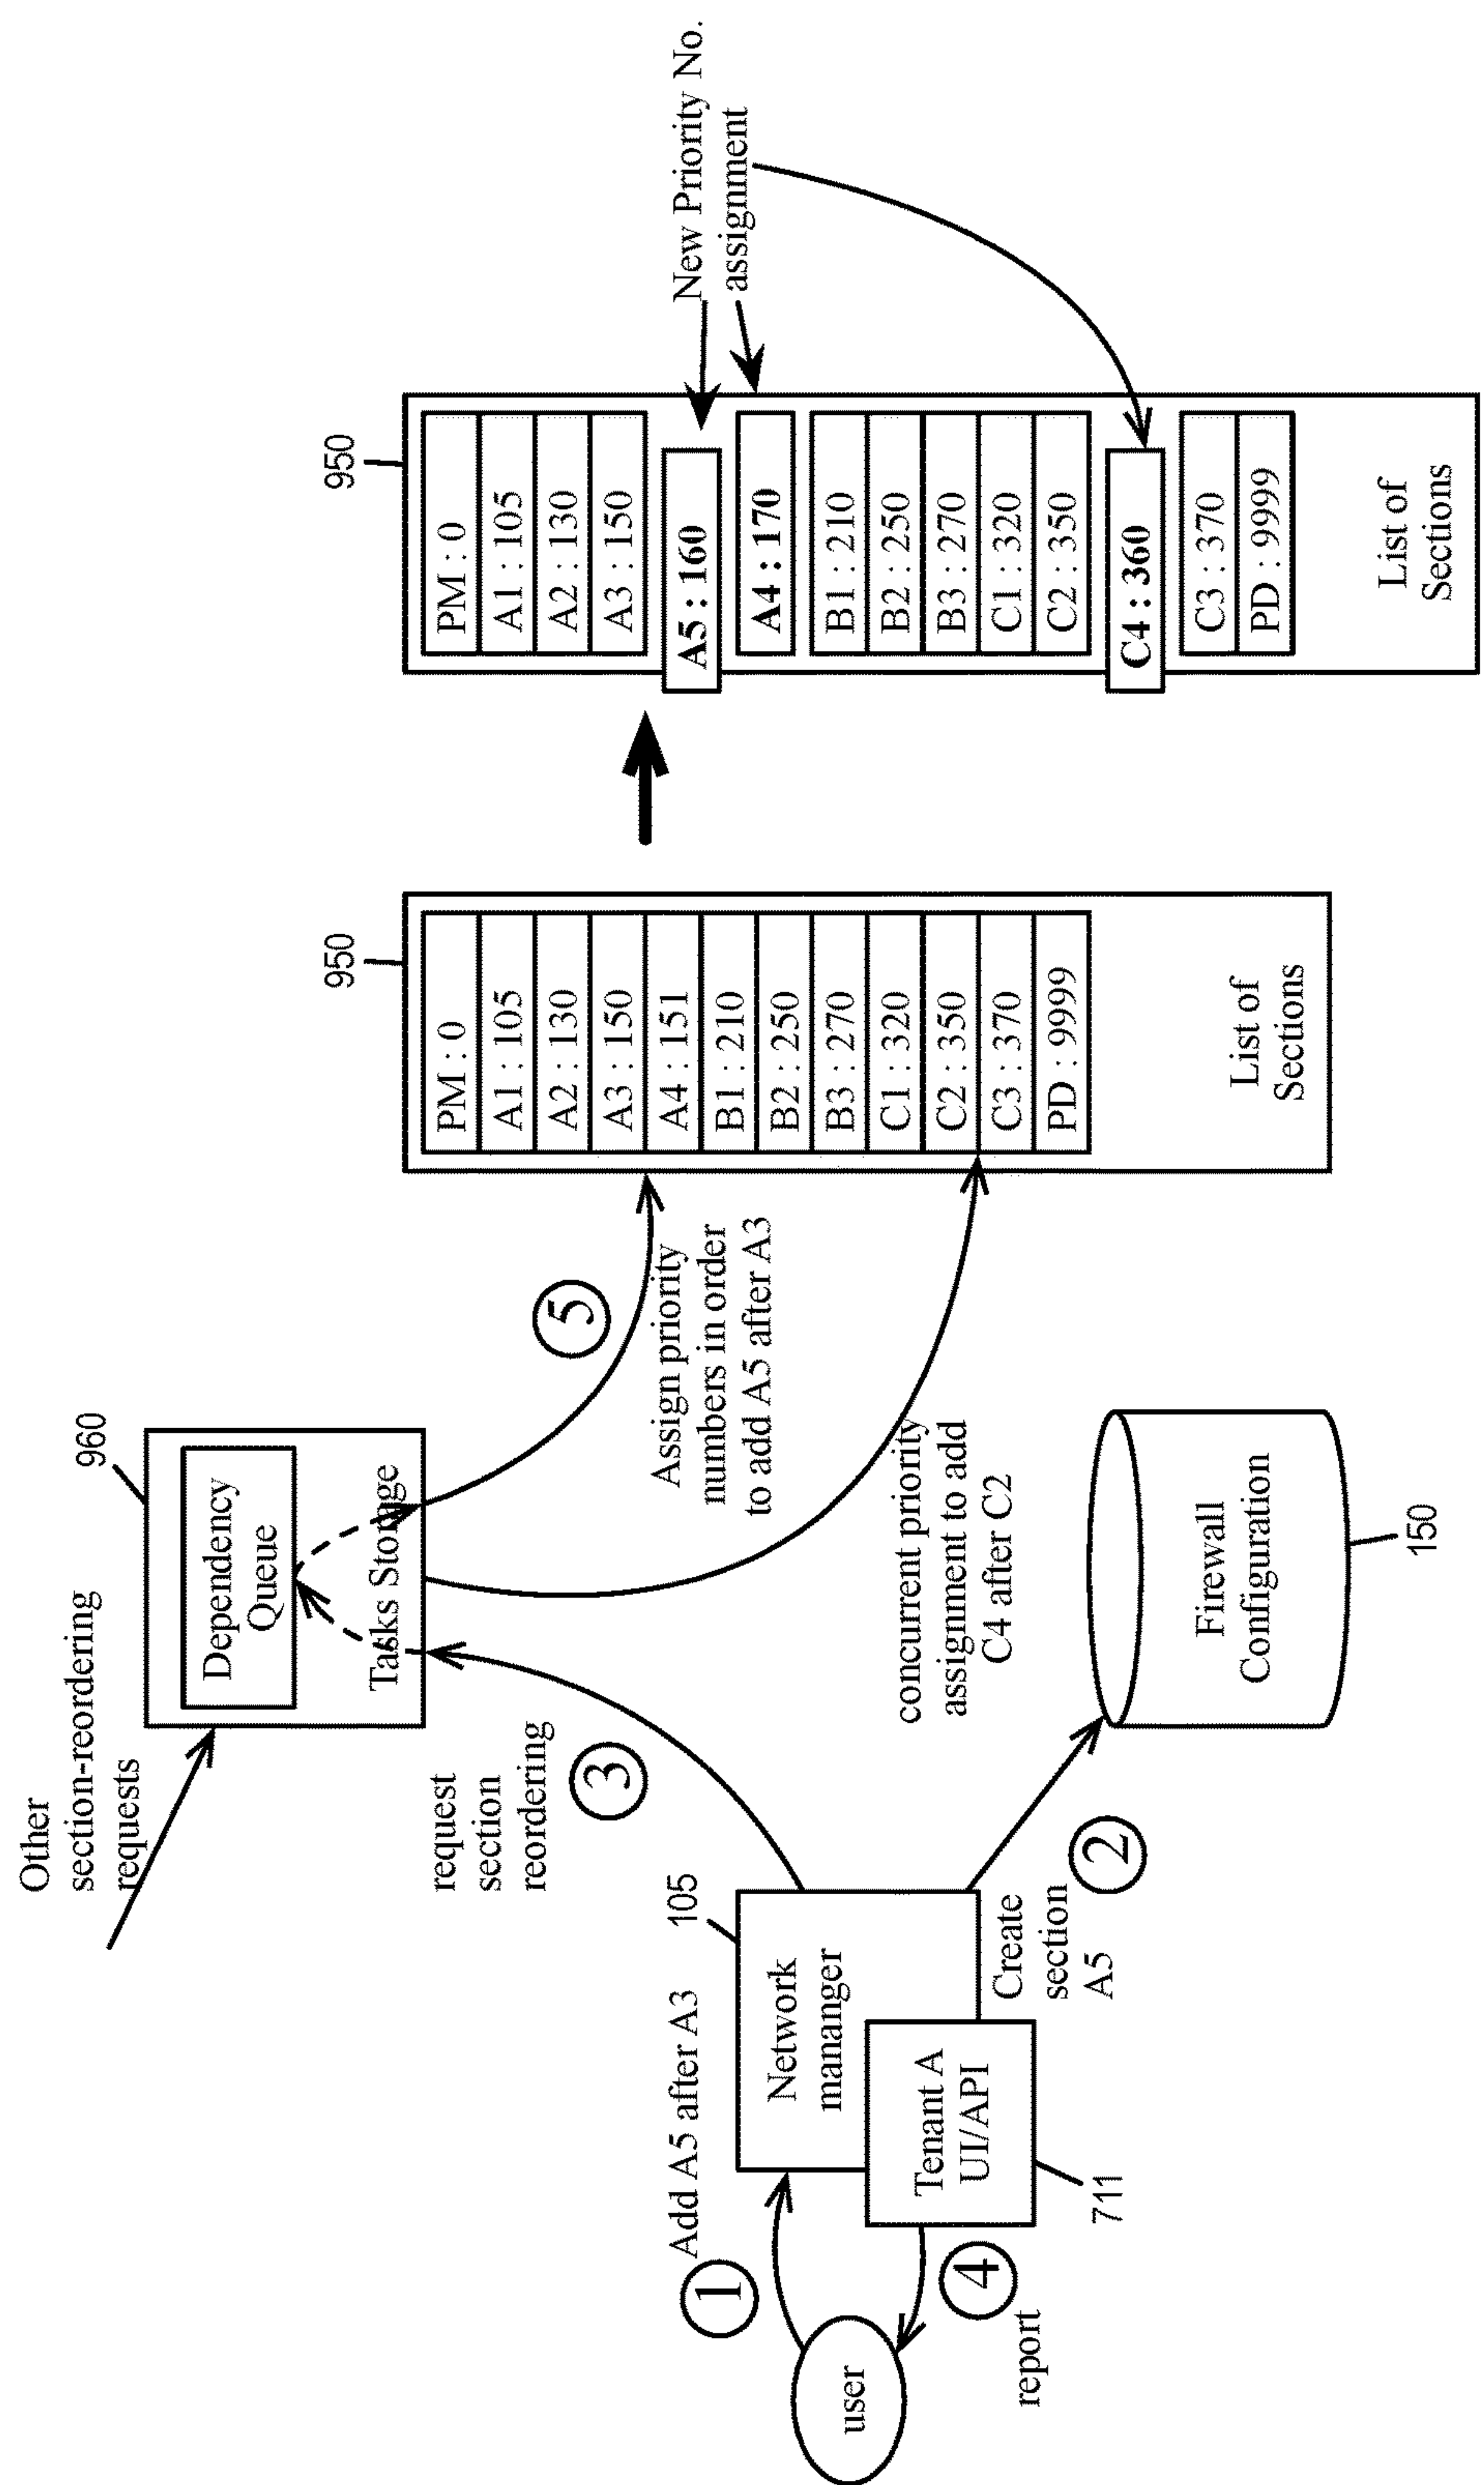 Other
section-reordering
requests
960
Dependency
Queue
Tasks Storage
request
section
reordering
3
5
Assign priority
numbers in order
to add A5 after A3
concurrent priority
assignment to add
C4 after C2
1
Add A5 after A3
105
Network
mananger
Tenant A
UI/API
711
user
4
report
Create
section
A5
2
Firewall
Configuration
150
950
PM : 0
A1 : 105
A2 : 130
A3 : 150
A4 : 151
B1 : 210
B2 : 250
B3 : 270
C1 : 320
C2 : 350
C3 : 370
PD : 9999
List of
Sections
950
PM : 0
A1 : 105
A2 : 130
A3 : 150
A5 : 160
A4 : 170
B1 : 210
B2 : 250
B3 : 270
C1 : 320
C2 : 350
C4 : 360
C3 : 370
PD : 9999
List of
Sections
New Priority No.
assignment